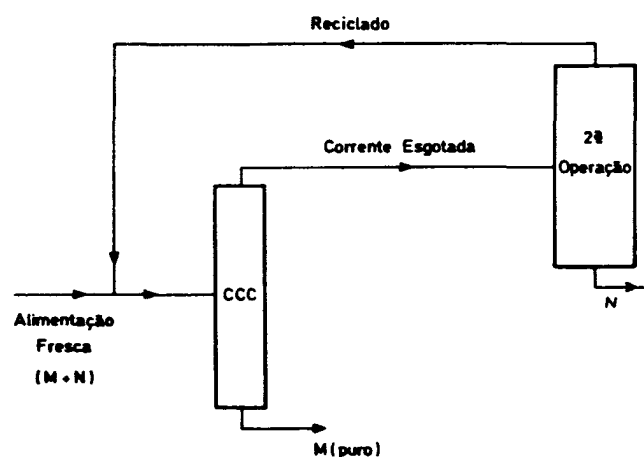 Reciclado
Corrente Esgotada
2ª
Operação
CCC
N
Alimentação
Fresca
(M+N)
M(puro)